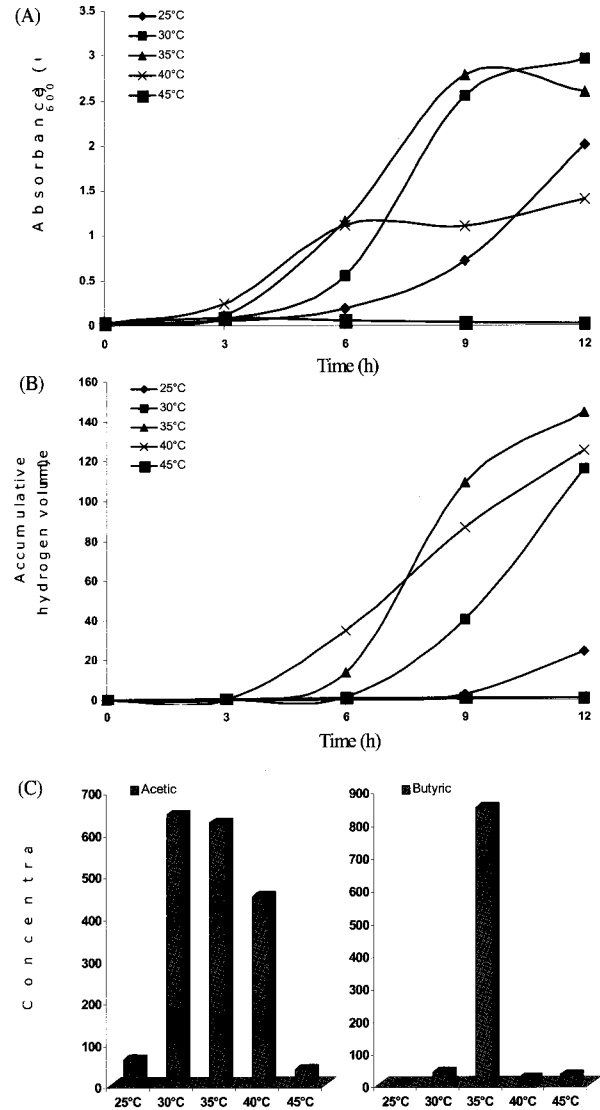 (A)
Absorbance (600)
25°C
30°C
35°C
40°C
45°C
3.5
3
2.5
2
1.5
1
0.5
0
0 3 6 9 12
Time (h)
(B)
Accumulative
hydrogen volume
25°C
30°C
35°C
40°C
45°C
160
140
120
100
80
60
40
20
0
0 3 6 9 12
Time (h)
(C)
Concentra
Acetic
700
600
500
400
300
200
100
0
25°C 30°C 35°C 40°C 45°C
Butyric
900
800
700
600
500
400
300
200
100
0
25°C 30°C 35°C 40°C 45°C